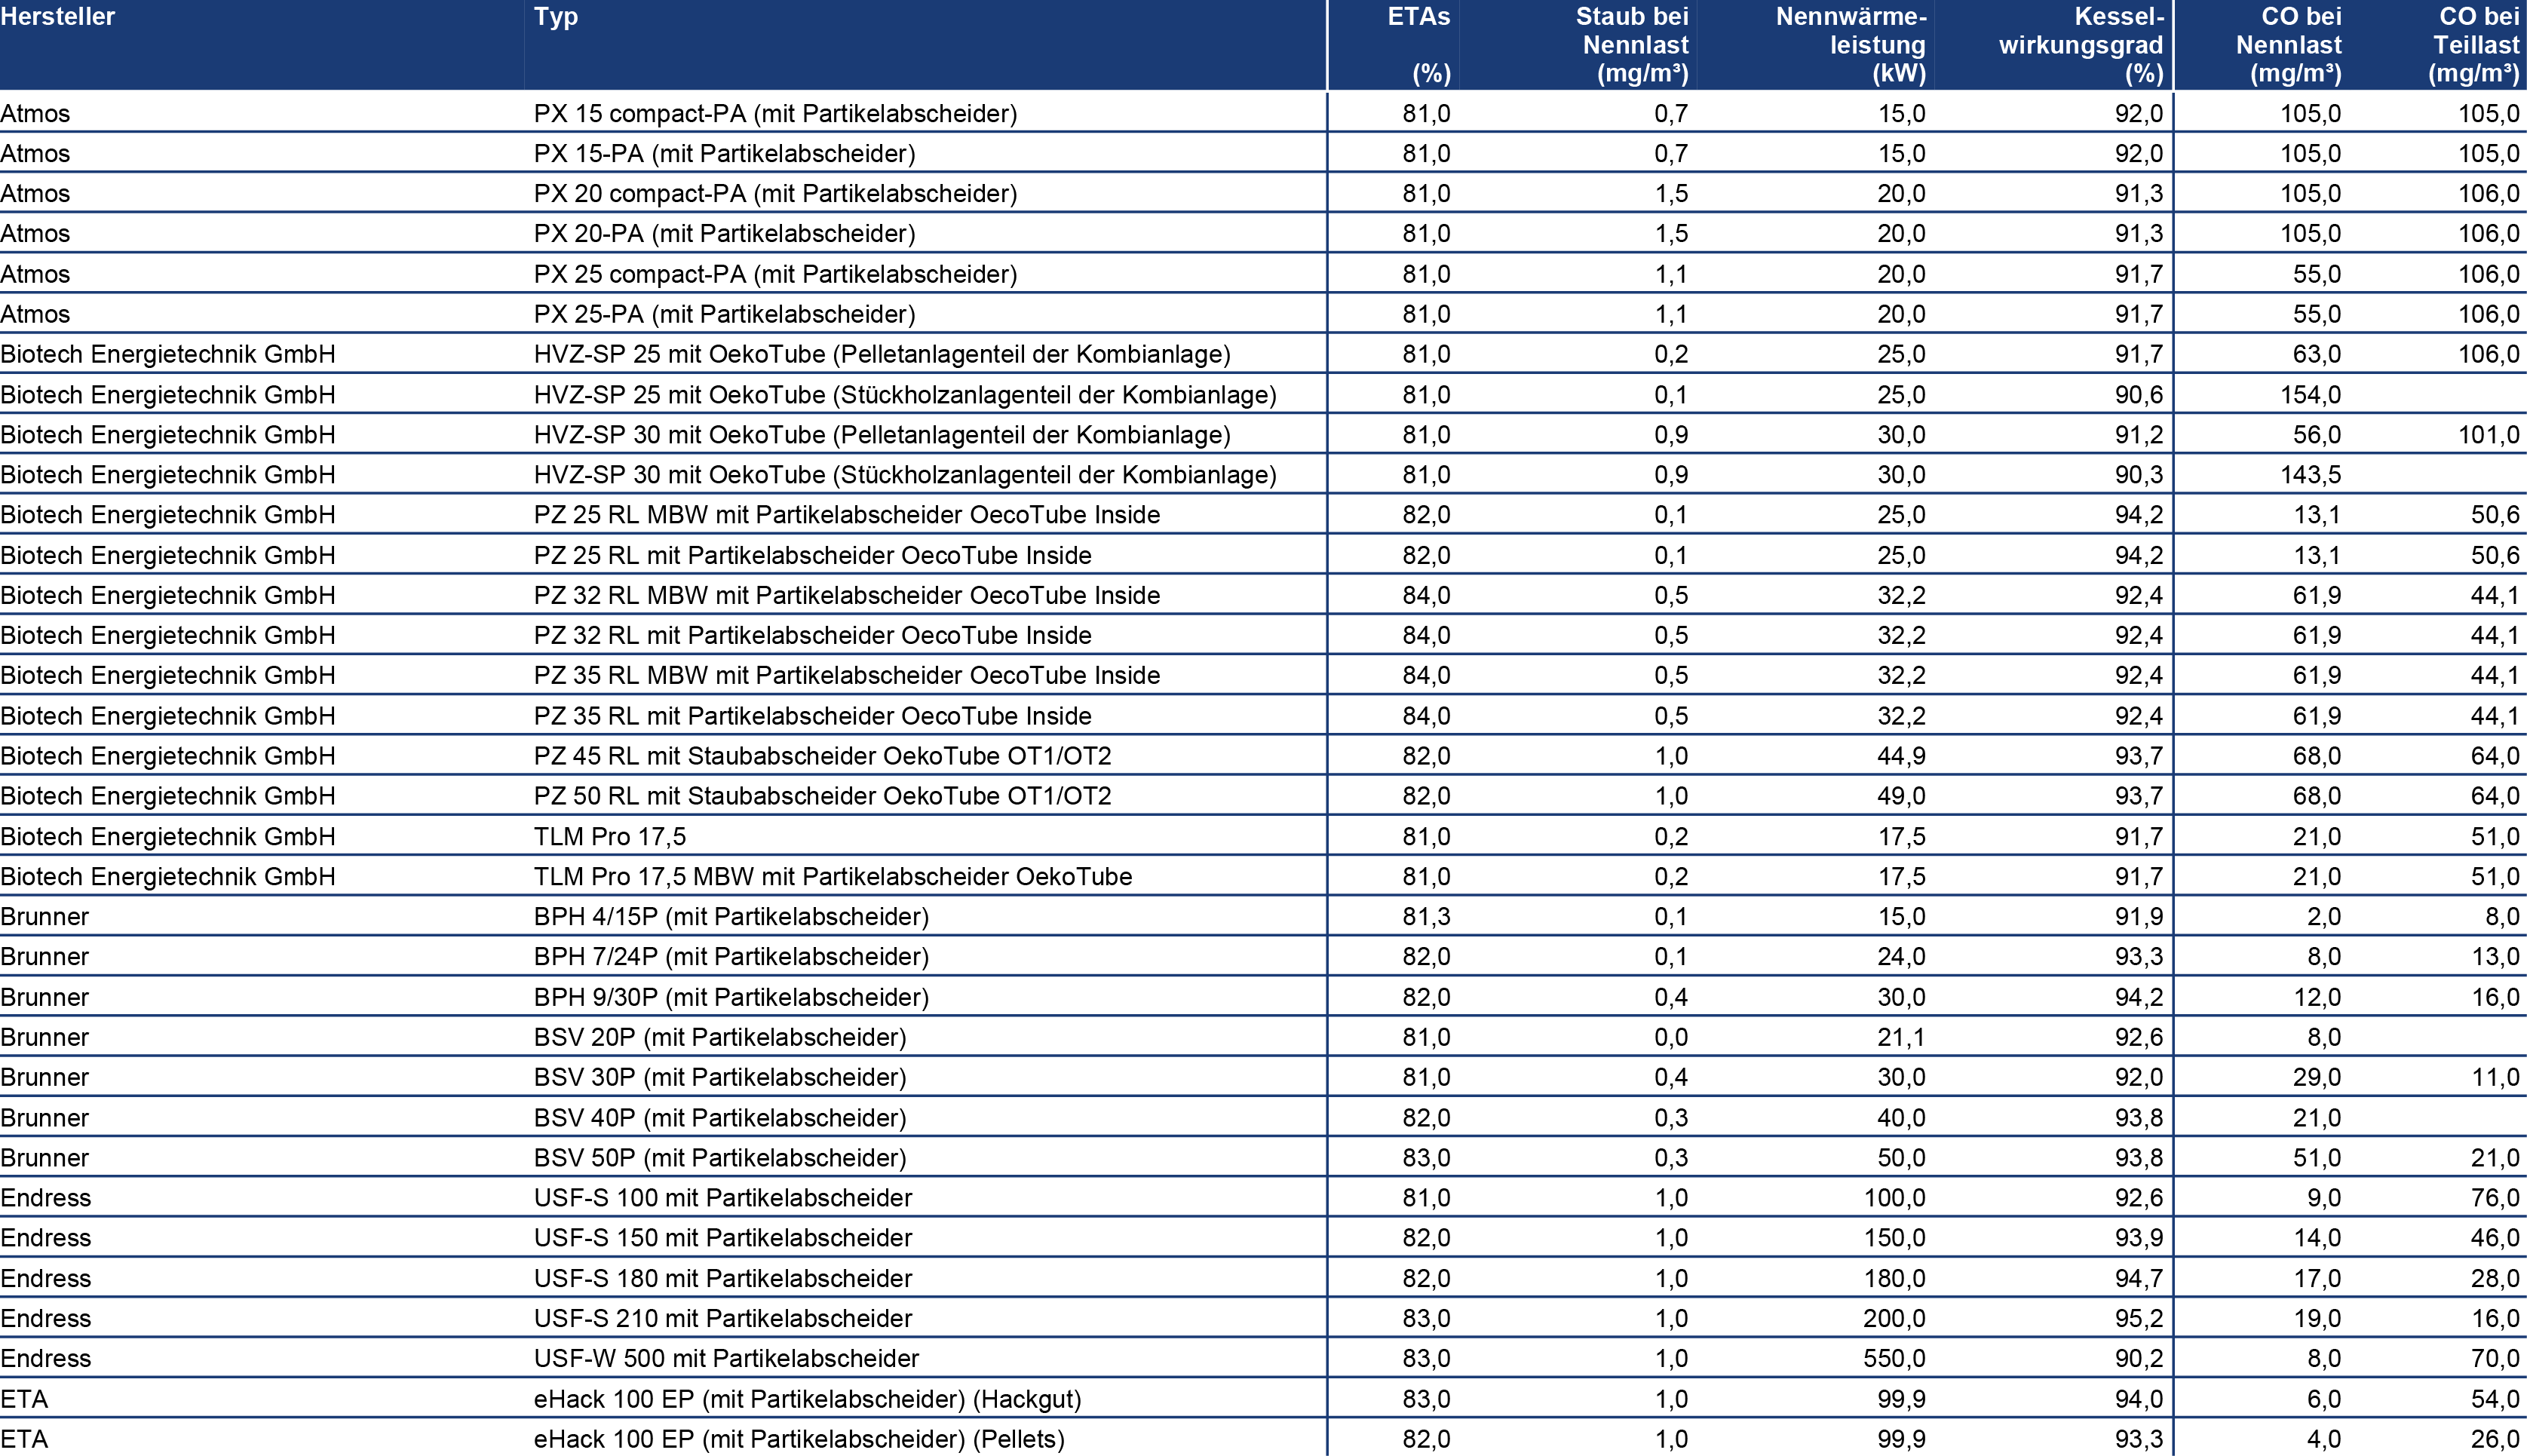 Hersteller Typ ETAs (%) Staub bei Nennlast (mg/m³) Nennwärme-leistung (kW) Kessel-wirkungsgrad (%) CO bei Nennlast (mg/m³) CO bei Teillast (mg/m³)
Atmos PX 15 compact-PA (mit Partikelabscheider) 81,0 0,7 15,0 92,0 105,0 105,0
Atmos PX 15-PA (mit Partikelabscheider) 81,0 0,7 15,0 92,0 105,0 105,0
Atmos PX 20 compact-PA (mit Partikelabscheider) 81,0 1,5 20,0 91,3 105,0 106,0
Atmos PX 20-PA (mit Partikelabscheider) 81,0 1,5 20,0 91,3 105,0 106,0
Atmos PX 25 compact-PA (mit Partikelabscheider) 81,0 1,1 20,0 91,7 55,0 106,0
Atmos PX 25-PA (mit Partikelabscheider) 81,0 1,1 20,0 91,7 55,0 106,0
Biotech Energietechnik GmbH HVZ-SP 25 mit OekoTube (Pelletanlagenteil der Kombianlage) 81,0 0,2 25,0 91,7 63,0 106,0
Biotech Energietechnik GmbH HVZ-SP 25 mit OekoTube (Stückholzanlagenteil der Kombianlage) 81,0 0,1 25,0 90,6 154,0
Biotech Energietechnik GmbH HVZ-SP 30 mit OekoTube (Pelletanlagenteil der Kombianlage) 81,0 0,9 30,0 91,2 56,0 101,0
Biotech Energietechnik GmbH HVZ-SP 30 mit OekoTube (Stückholzanlagenteil der Kombianlage) 81,0 0,9 30,0 90,3 143,5
Biotech Energietechnik GmbH PZ 25 RL MBW mit Partikelabscheider OecoTube Inside 82,0 0,1 25,0 94,2 13,1 50,6
Biotech Energietechnik GmbH PZ 25 RL mit Partikelabscheider OecoTube Inside 82,0 0,1 25,0 94,2 13,1 50,6
Biotech Energietechnik GmbH PZ 32 RL MBW mit Partikelabscheider OecoTube Inside 84,0 0,5 32,2 92,4 61,9 44,1
Biotech Energietechnik GmbH PZ 32 RL mit Partikelabscheider OecoTube Inside 84,0 0,5 32,2 92,4 61,9 44,1
Biotech Energietechnik GmbH PZ 35 RL MBW mit Partikelabscheider OecoTube Inside 84,0 0,5 32,2 92,4 61,9 44,1
Biotech Energietechnik GmbH PZ 35 RL mit Partikelabscheider OecoTube Inside 84,0 0,5 32,2 92,4 61,9 44,1
Biotech Energietechnik GmbH PZ 45 RL mit Staubabscheider OekoTube OT1/OT2 82,0 1,0 44,9 93,7 68,0 64,0
Biotech Energietechnik GmbH PZ 50 RL mit Staubabscheider OekoTube OT1/OT2 82,0 1,0 49,0 93,7 68,0 64,0
Biotech Energietechnik GmbH TLM Pro 17,5 81,0 0,2 17,5 91,7 21,0 51,0
Biotech Energietechnik GmbH TLM Pro 17,5 MBW mit Partikelabscheider OekoTube 81,0 0,2 17,5 91,7 21,0 51,0
Brunner BPH 4/15P (mit Partikelabscheider) 81,3 0,1 15,0 91,9 2,0 8,0
Brunner BPH 7/24P (mit Partikelabscheider) 82,0 0,1 24,0 93,3 8,0 13,0
Brunner BPH 9/30P (mit Partikelabscheider) 82,0 0,4 30,0 94,2 12,0 16,0
Brunner BSV 20P (mit Partikelabscheider) 81,0 0,0 21,1 92,6 8,0
Brunner BSV 30P (mit Partikelabscheider) 81,0 0,4 30,0 92,0 29,0 11,0
Brunner BSV 40P (mit Partikelabscheider) 82,0 0,3 40,0 93,8 21,0
Brunner BSV 50P (mit Partikelabscheider) 83,0 0,3 50,0 93,8 51,0 21,0
Endress USF-S 100 mit Partikelabscheider 81,0 1,0 100,0 92,6 9,0 76,0
Endress USF-S 150 mit Partikelabscheider 82,0 1,0 150,0 93,9 14,0 46,0
Endress USF-S 180 mit Partikelabscheider 82,0 1,0 180,0 94,7 17,0 28,0
Endress USF-S 210 mit Partikelabscheider 83,0 1,0 200,0 95,2 19,0 16,0
Endress USF-W 500 mit Partikelabscheider 83,0 1,0 550,0 90,2 8,0 70,0
ETA eHack 100 EP (mit Partikelabscheider) (Hackgut) 83,0 1,0 99,9 94,0 6,0 54,0
ETA eHack 100 EP (mit Partikelabscheider) (Pellets) 82,0 1,0 99,9 93,3 4,0 26,0